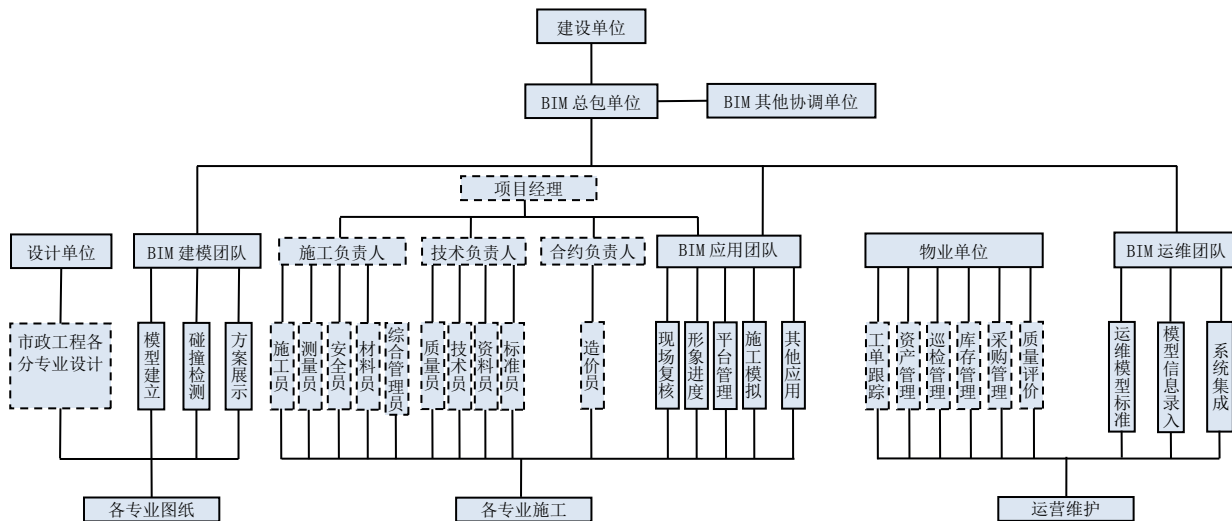 建设单位
BIM 总包单位
BIM 其他协调单位
项目经理
设计单位
BIM 建模团队
施工负责人
技术负责人
合约负责人
BIM 应用团队
物业单位
BIM 运维团队
市政工程各
分专业设计
模型建立
碰撞检测
方案展示
施工员
测量员
安全员
材料员
综合管理员
质量员
技术员
资料员
标准员
造价员
现场复核
形象进度
平台管理
施工模拟
其他应用
工单跟踪
资产管理
巡检管理
库存管理
采购管理
质量评价
运维模型标准
模型信息录入
系统集成
各专业图纸
各专业施工
运营维护